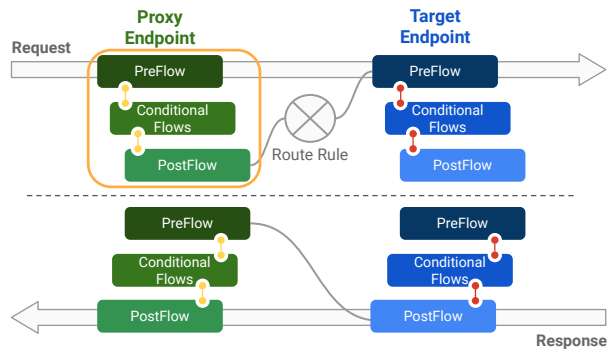 Proxy
Endpoint
Target
Endpoint
Request
PreFlow
PreFlow
Conditional
Flows
Conditional
Flows
Route Rule
PostFlow
PostFlow
PreFlow
PreFlow
Conditional
Flows
Conditional
Flows
PostFlow
PostFlow
Response